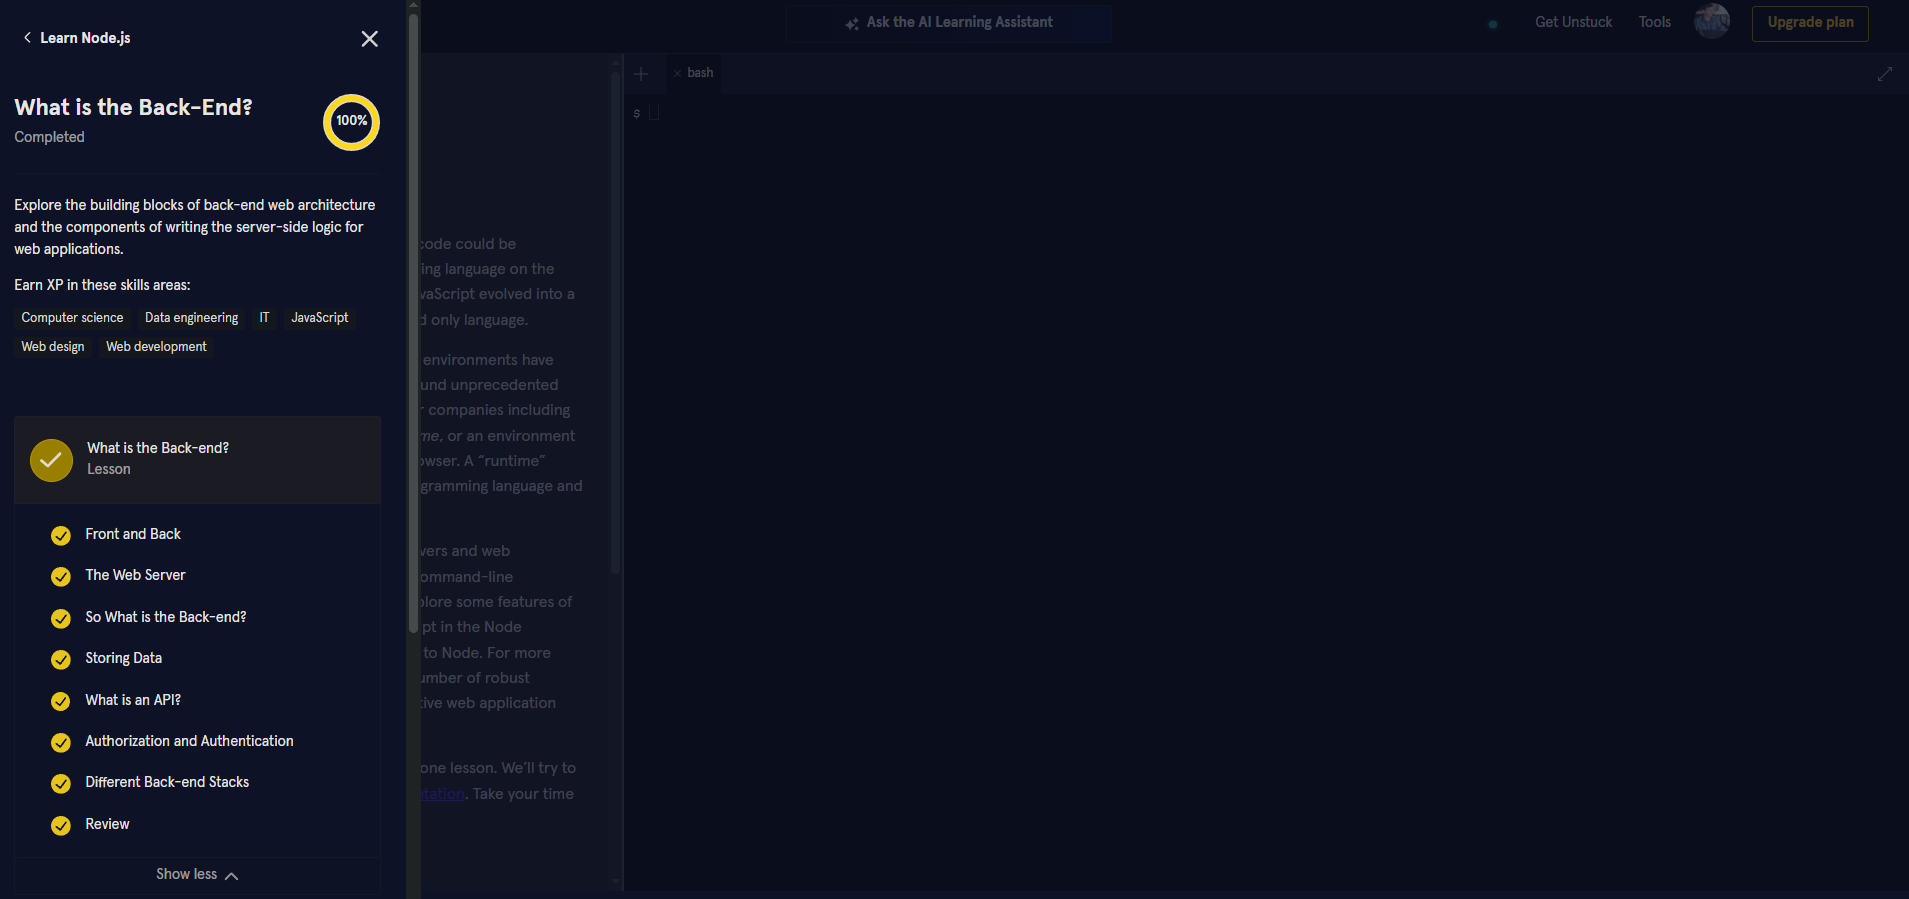 Learn Node.js
What is the Back-End?
Completed
100%
Explore the building blocks of back-end web architecture
and the components of writing the server-side logic for
web applications.
Earn XP in these skills areas:
Computer science Data engineering IT JavaScript
Web design Web development
What is the Back-end?
Lesson
Front and Back
The Web Server
So What is the Back-end?
Storing Data
What is an API?
Authorization and Authentication
Different Back-end Stacks
Review
Show less
Ask the AI Learning Assistant
Get Unstuck Tools Upgrade plan
code could be
ing language on the
vaScript evolved into a
d only language.
environments have
und unprecedented
r companies including
me, or an environment
owser. A “runtime”
gramming language and
vers and web
ommand-line
plore some features of
pt in the Node
to Node. For more
umber of robust
tive web application
one lesson. We’ll try to
tation. Take your time
bash
$